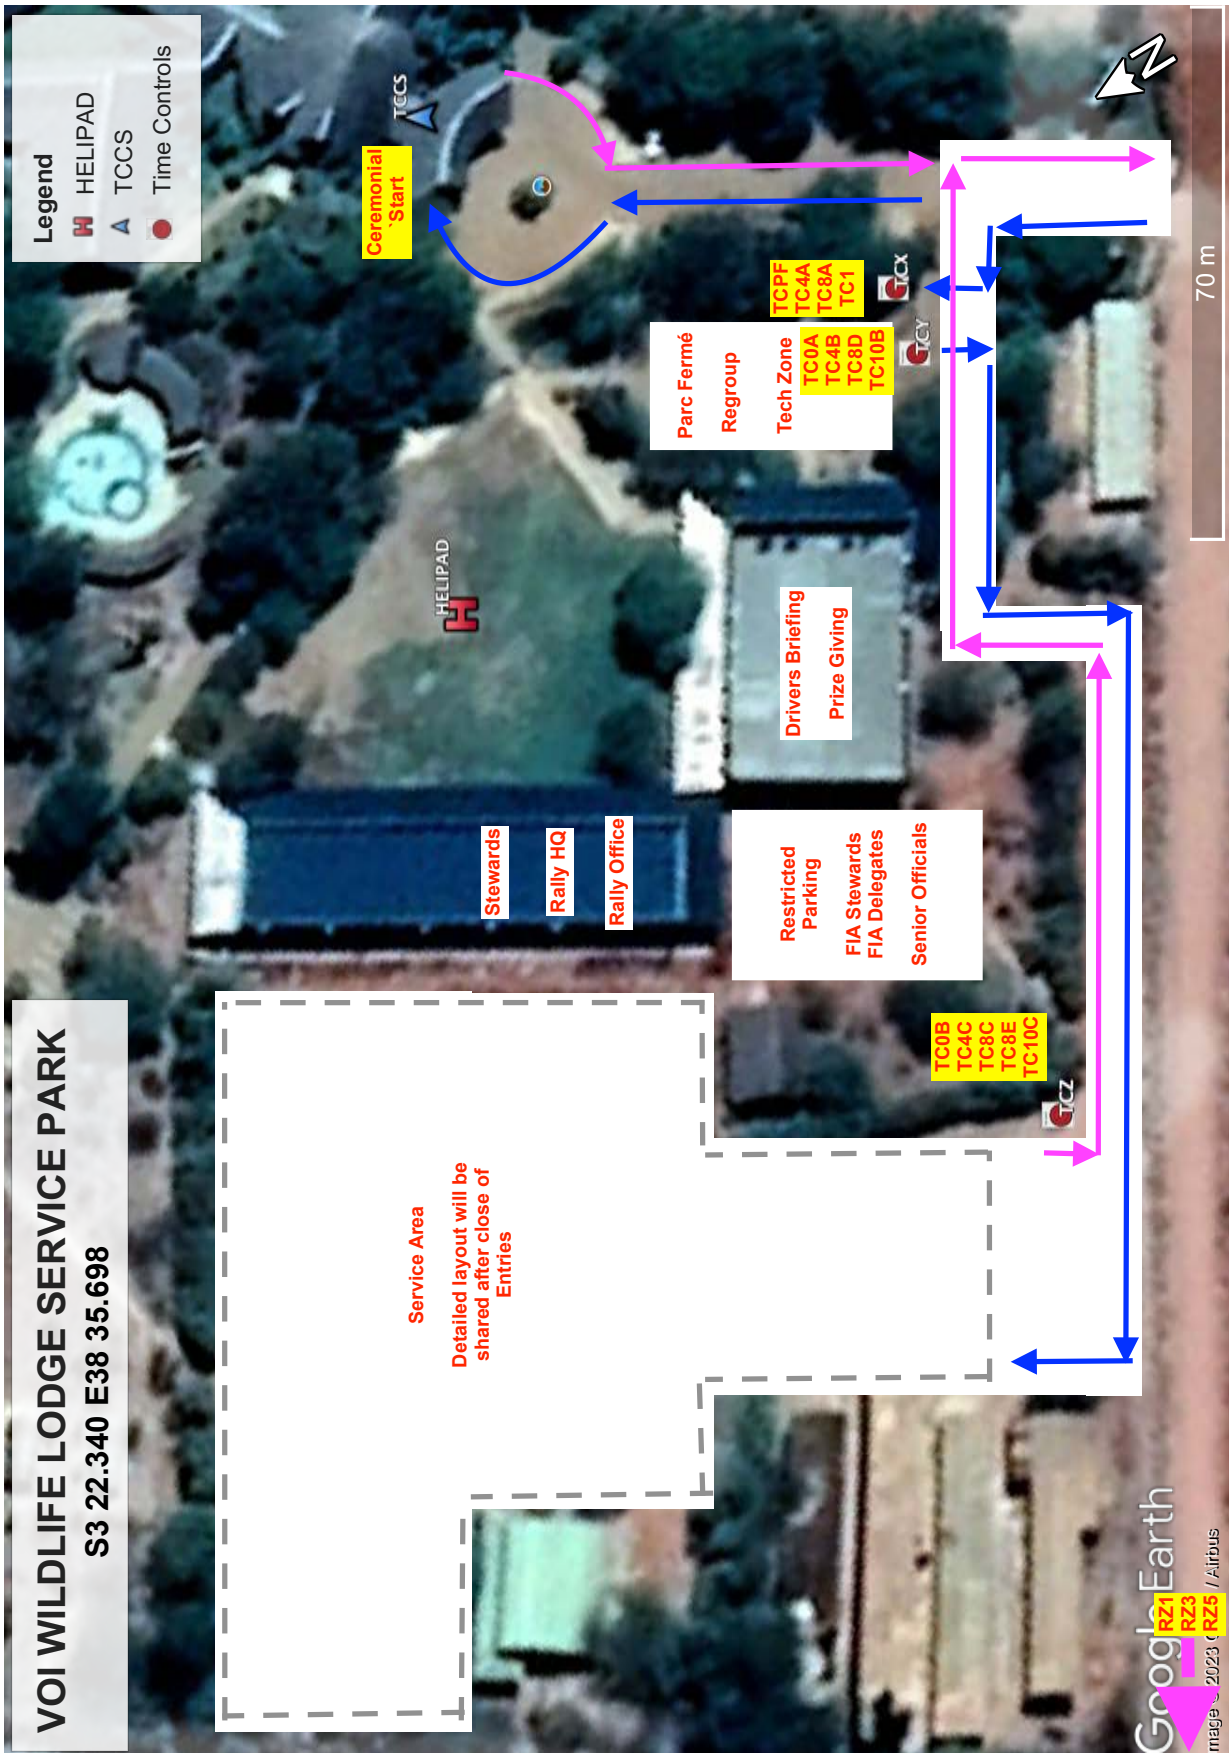 VOI WILDLIFE LODGE SERVICE PARK
S3 22.340 E38 35.698
Legend
HELIPAD
TCCS
Time Controls
TCCS
Ceremonial
`Start
HELIPAD
Service Area
Detailed layout will be
shared after close of
Entries
Stewards
Rally HQ
Rally Office
Parc Fermé
Regroup
Tech Zone
TCPF
TC4A
TC8A
TC1
TC0A
TC4B
TC8D
TC10B
TCX
TCY
Drivers Briefing
Prize Giving
Restricted
Parking
FIA Stewards
FIA Delegates
Senior Officials
TC0B
TC4C
TC8C
TC8E
TC10C
TCZ
N
70 m
Google Earth
RZ1
RZ3
RZ5
2023
/ Airbus